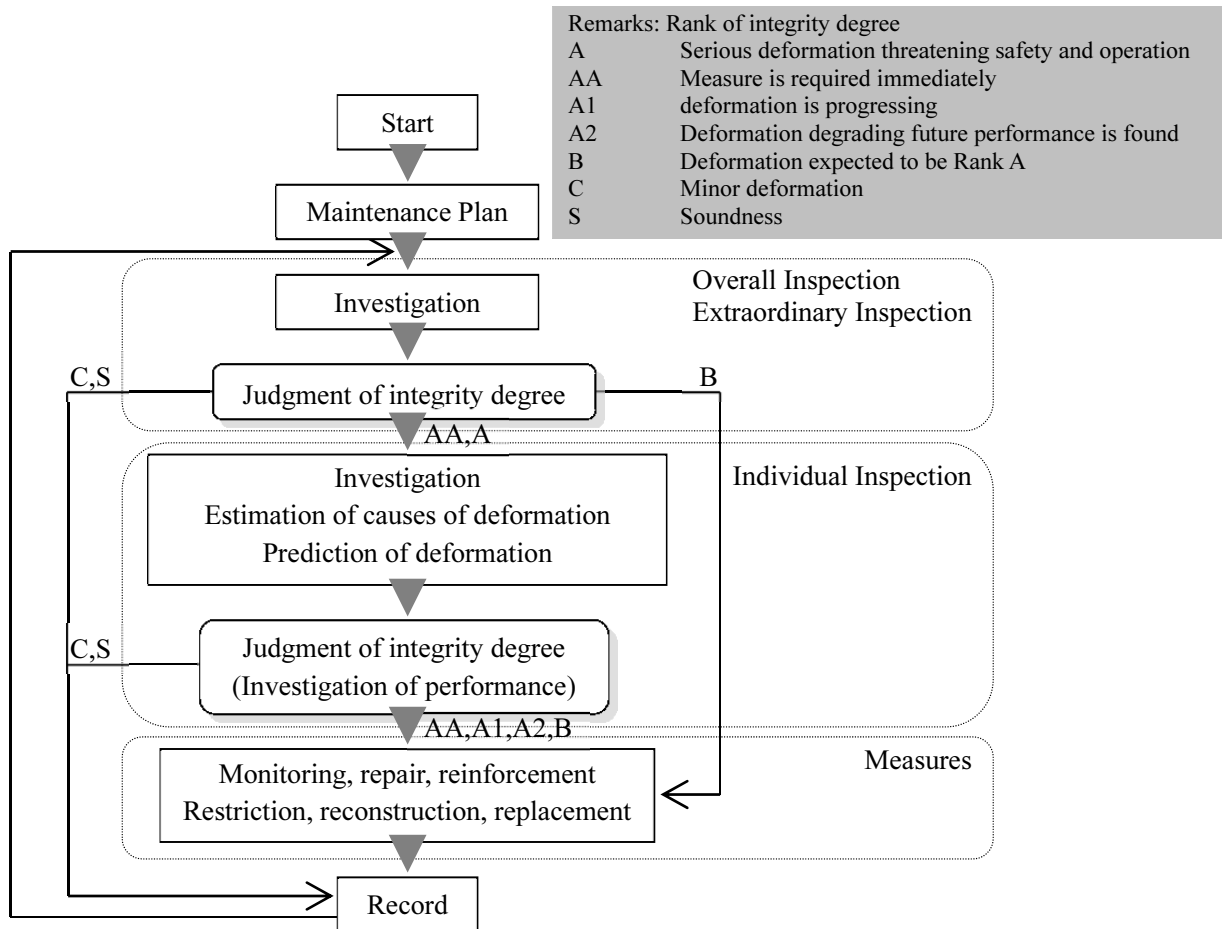 Remarks: Rank of integrity degree
A Serious deformation threatening safety and operation
AA Measure is required immediately
A1 deformation is progressing
A2 Deformation degrading future performance is found
B Deformation expected to be Rank A
C Minor deformation
S Soundness
Start
Maintenance Plan
Overall Inspection
Extraordinary Inspection
Investigation
C,S
Judgment of integrity degree
B
AA,A
Individual Inspection
Investigation
Estimation of causes of deformation
Prediction of deformation
C,S
Judgment of integrity degree
(Investigation of performance)
AA,A1,A2,B
Measures
Monitoring, repair, reinforcement
Restriction, reconstruction, replacement
Record